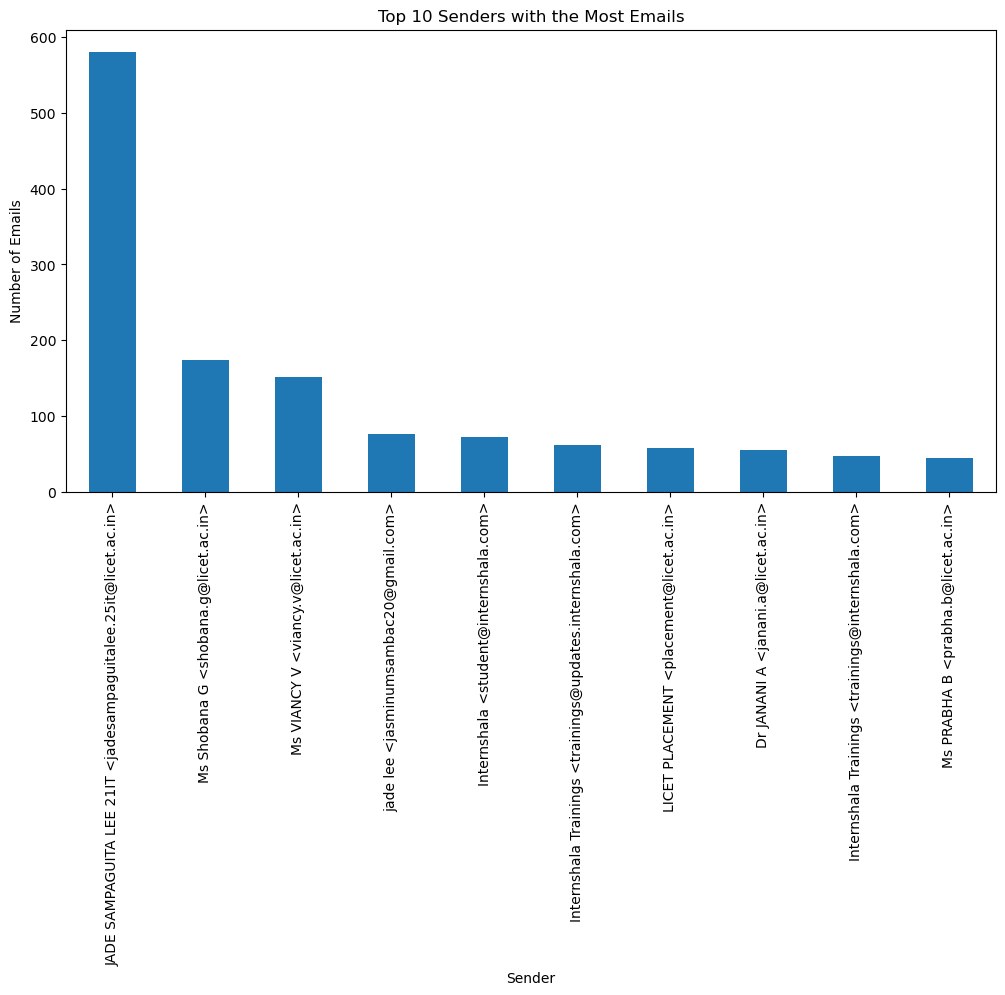 Top 10 Senders with the Most Emails
Number of Emails
600
500
400
300
200
100
0
JADE SAMPAGUITA LEE 21IT <jadesampaguitalee.25it@licet.ac.in>
Ms Shobana G <shobana.g@licet.ac.in>
Ms VIANCY V <viancy.v@licet.ac.in>
jade lee <jasminumsambac20@gmail.com>
Internshala <student@internshala.com>
Internshala Trainings <trainings@updates.internshala.com>
LICET PLACEMENT <placement@licet.ac.in>
Dr JANANI A <janani.a@licet.ac.in>
Internshala Trainings <trainings@internshala.com>
Ms PRABHA B <prabha.b@licet.ac.in>
Sender